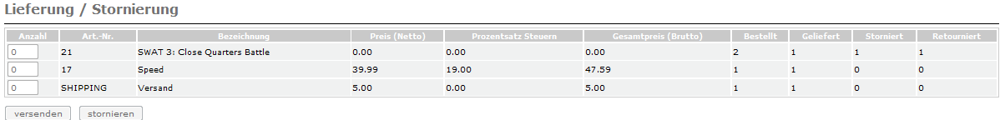 Lieferung / Stornierung
Anzahl Art.-Nr. Bezeichnung Preis (Netto) Prozentsatz Steuern Gesamtpreis (Brutto) Bestellt Geliefert Storniert Retourniert
0 21 SWAT 3: Close Quarters Battle 0.00 0.00 0.00 2 1 1 1
0 17 Speed 39.99 19.00 47.59 1 1 0 0
0 SHIPPING Versand 5.00 0.00 5.00 1 1 0 0
versenden stornieren